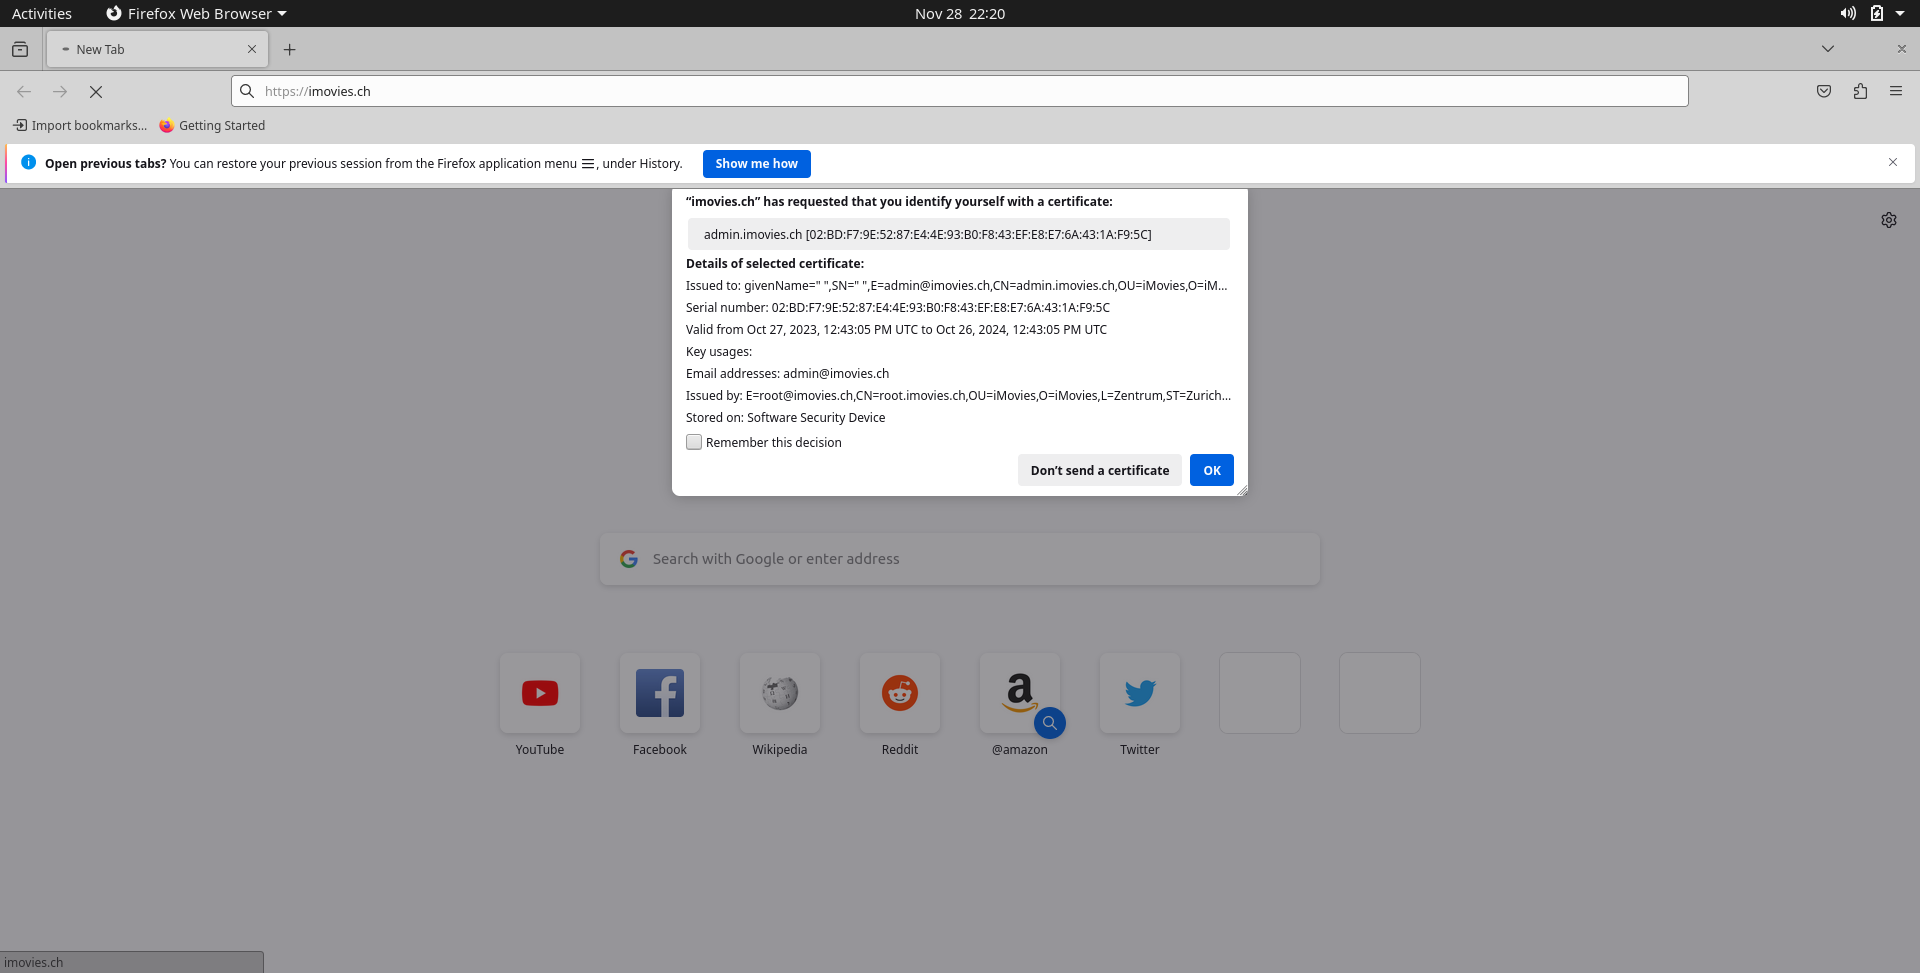 Activities Firefox Web Browser Nov 28 22:20
New Tab
https://imovies.ch
Import bookmarks... Getting Started
Open previous tabs? You can restore your previous session from the Firefox application menu ☰, under History. Show me how
“imovies.ch” has requested that you identify yourself with a certificate:
admin.imovies.ch [02:BD:F7:9E:52:87:E4:4E:93:B0:F8:43:EF:E8:E7:6A:43:1A:F9:5C]
Details of selected certificate:
Issued to: givenName=" ",SN=" ",E=admin@imovies.ch,CN=admin.imovies.ch,OU=iMovies,O=iM...
Serial number: 02:BD:F7:9E:52:87:E4:4E:93:B0:F8:43:EF:E8:E7:6A:43:1A:F9:5C
Valid from Oct 27, 2023, 12:43:05 PM UTC to Oct 26, 2024, 12:43:05 PM UTC
Key usages:
Email addresses: admin@imovies.ch
Issued by: E=root@imovies.ch,CN=root.imovies.ch,OU=iMovies,O=iMovies,L=Zentrum,ST=Zurich...
Stored on: Software Security Device
Remember this decision
Don’t send a certificate OK
Search with Google or enter address
YouTube Facebook Wikipedia Reddit @amazon Twitter
imovies.ch